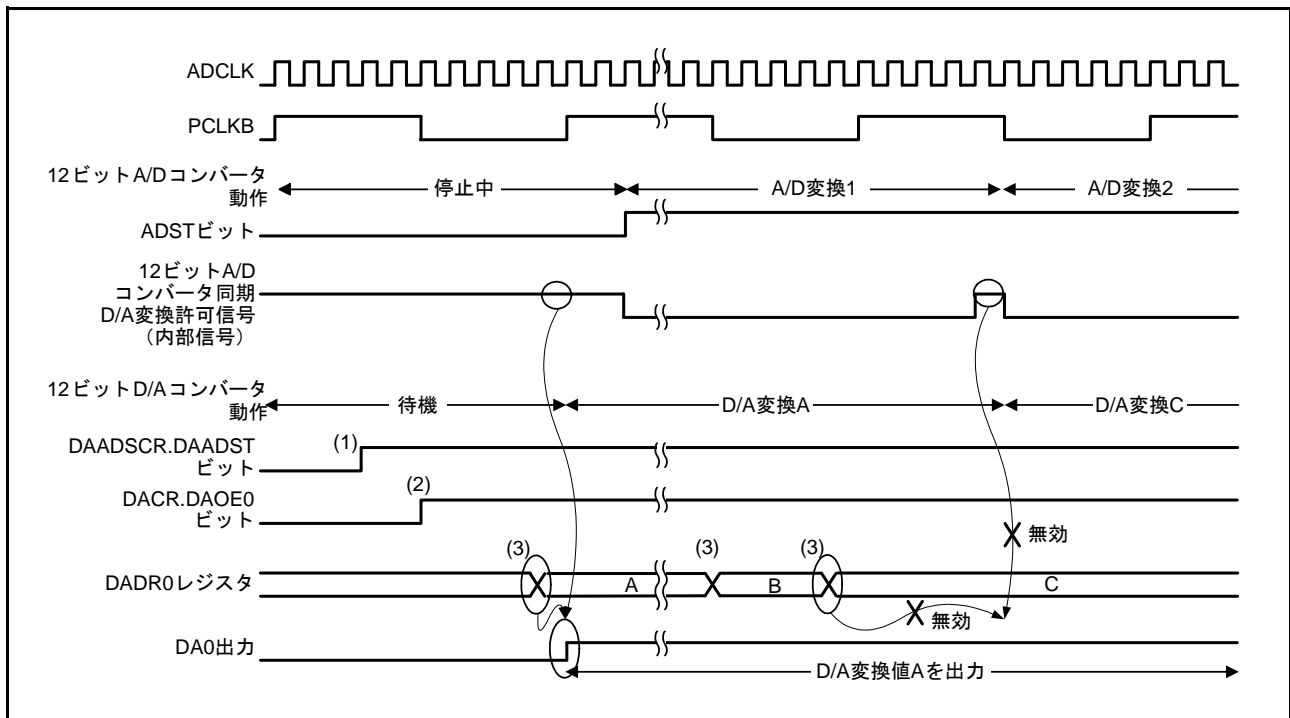 ADCLK
PCLKB
12ビットA/Dコンバータ
動作
停止中
A/D変換1
A/D変換2
ADSTビット
12ビットA/D
コンバータ同期
D/A変換許可信号
（内部信号）
12ビットD/Aコンバータ
動作
待機
D/A変換A
D/A変換C
DAADSCR.DAADST
ビット
(1)
DACR.DAOE0
ビット
(2)
無効
(3)
(3)
(3)
DADR0レジスタ
A
B
C
無効
DA0出力
D/A変換値Aを出力